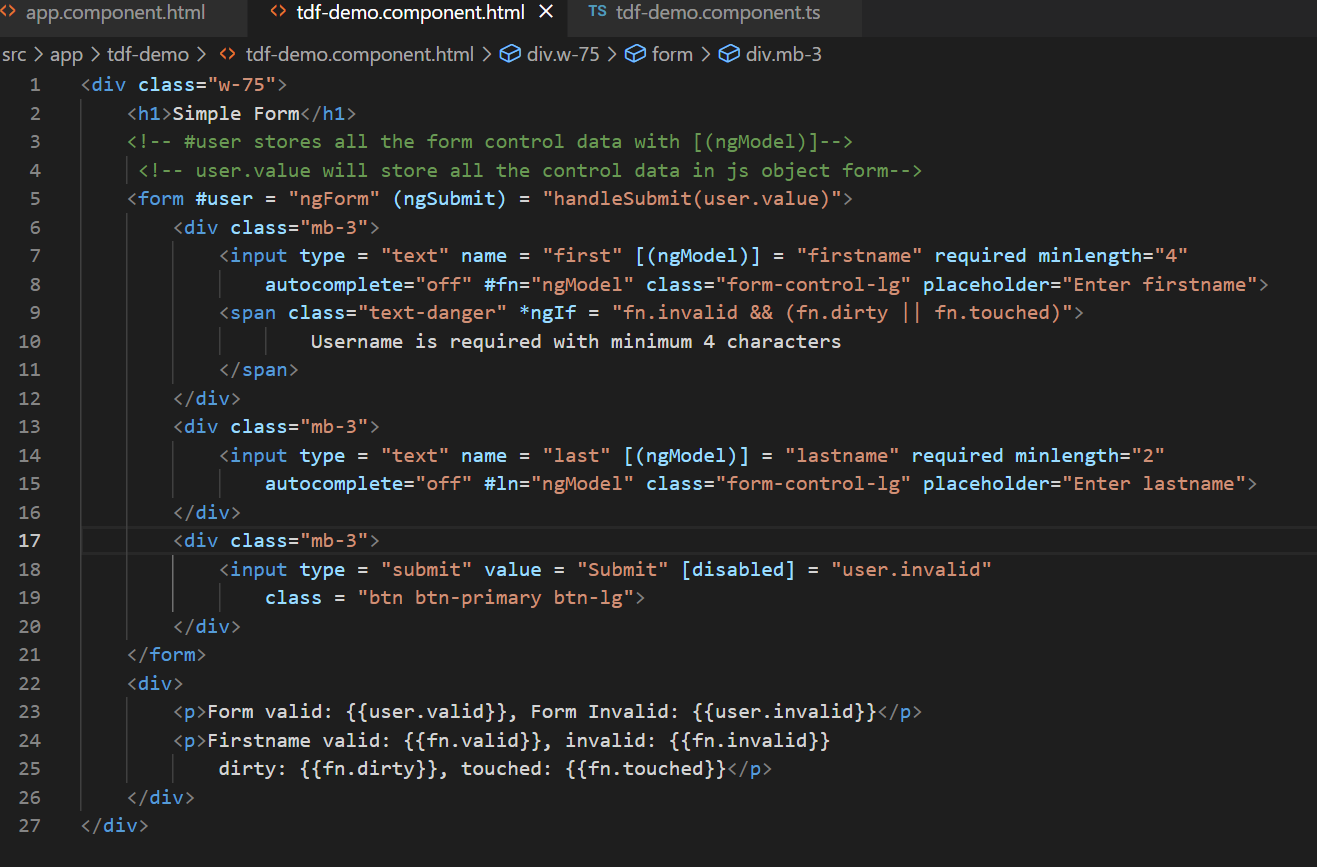 app.component.html tdf-demo.component.html TS tdf-demo.component.ts
src > app > tdf-demo > tdf-demo.component.html > div.w-75 > form > div.mb-3
1 <div class="w-75">
2 <h1>Simple Form</h1>
3 <!-- #user stores all the form control data with [(ngModel)]-->
4 <!-- user.value will store all the control data in js object form-->
5 <form #user = "ngForm" (ngSubmit) = "handleSubmit(user.value)">
6 <div class="mb-3">
7 <input type = "text" name = "first" [(ngModel)] = "firstname" required minlength="4"
8 autocomplete="off" #fn="ngModel" class="form-control-lg" placeholder="Enter firstname">
9 <span class="text-danger" *ngIf = "fn.invalid && (fn.dirty || fn.touched)">
10 Username is required with minimum 4 characters
11 </span>
12 </div>
13 <div class="mb-3">
14 <input type = "text" name = "last" [(ngModel)] = "lastname" required minlength="2"
15 autocomplete="off" #ln="ngModel" class="form-control-lg" placeholder="Enter lastname">
16 </div>
17 <div class="mb-3">
18 <input type = "submit" value = "Submit" [disabled] = "user.invalid"
19 class = "btn btn-primary btn-lg">
20 </div>
21 </form>
22 <div>
23 <p>Form valid: {{user.valid}}, Form Invalid: {{user.invalid}}</p>
24 <p>Firstname valid: {{fn.valid}}, invalid: {{fn.invalid}}
25 dirty: {{fn.dirty}}, touched: {{fn.touched}}</p>
26 </div>
27 </div>